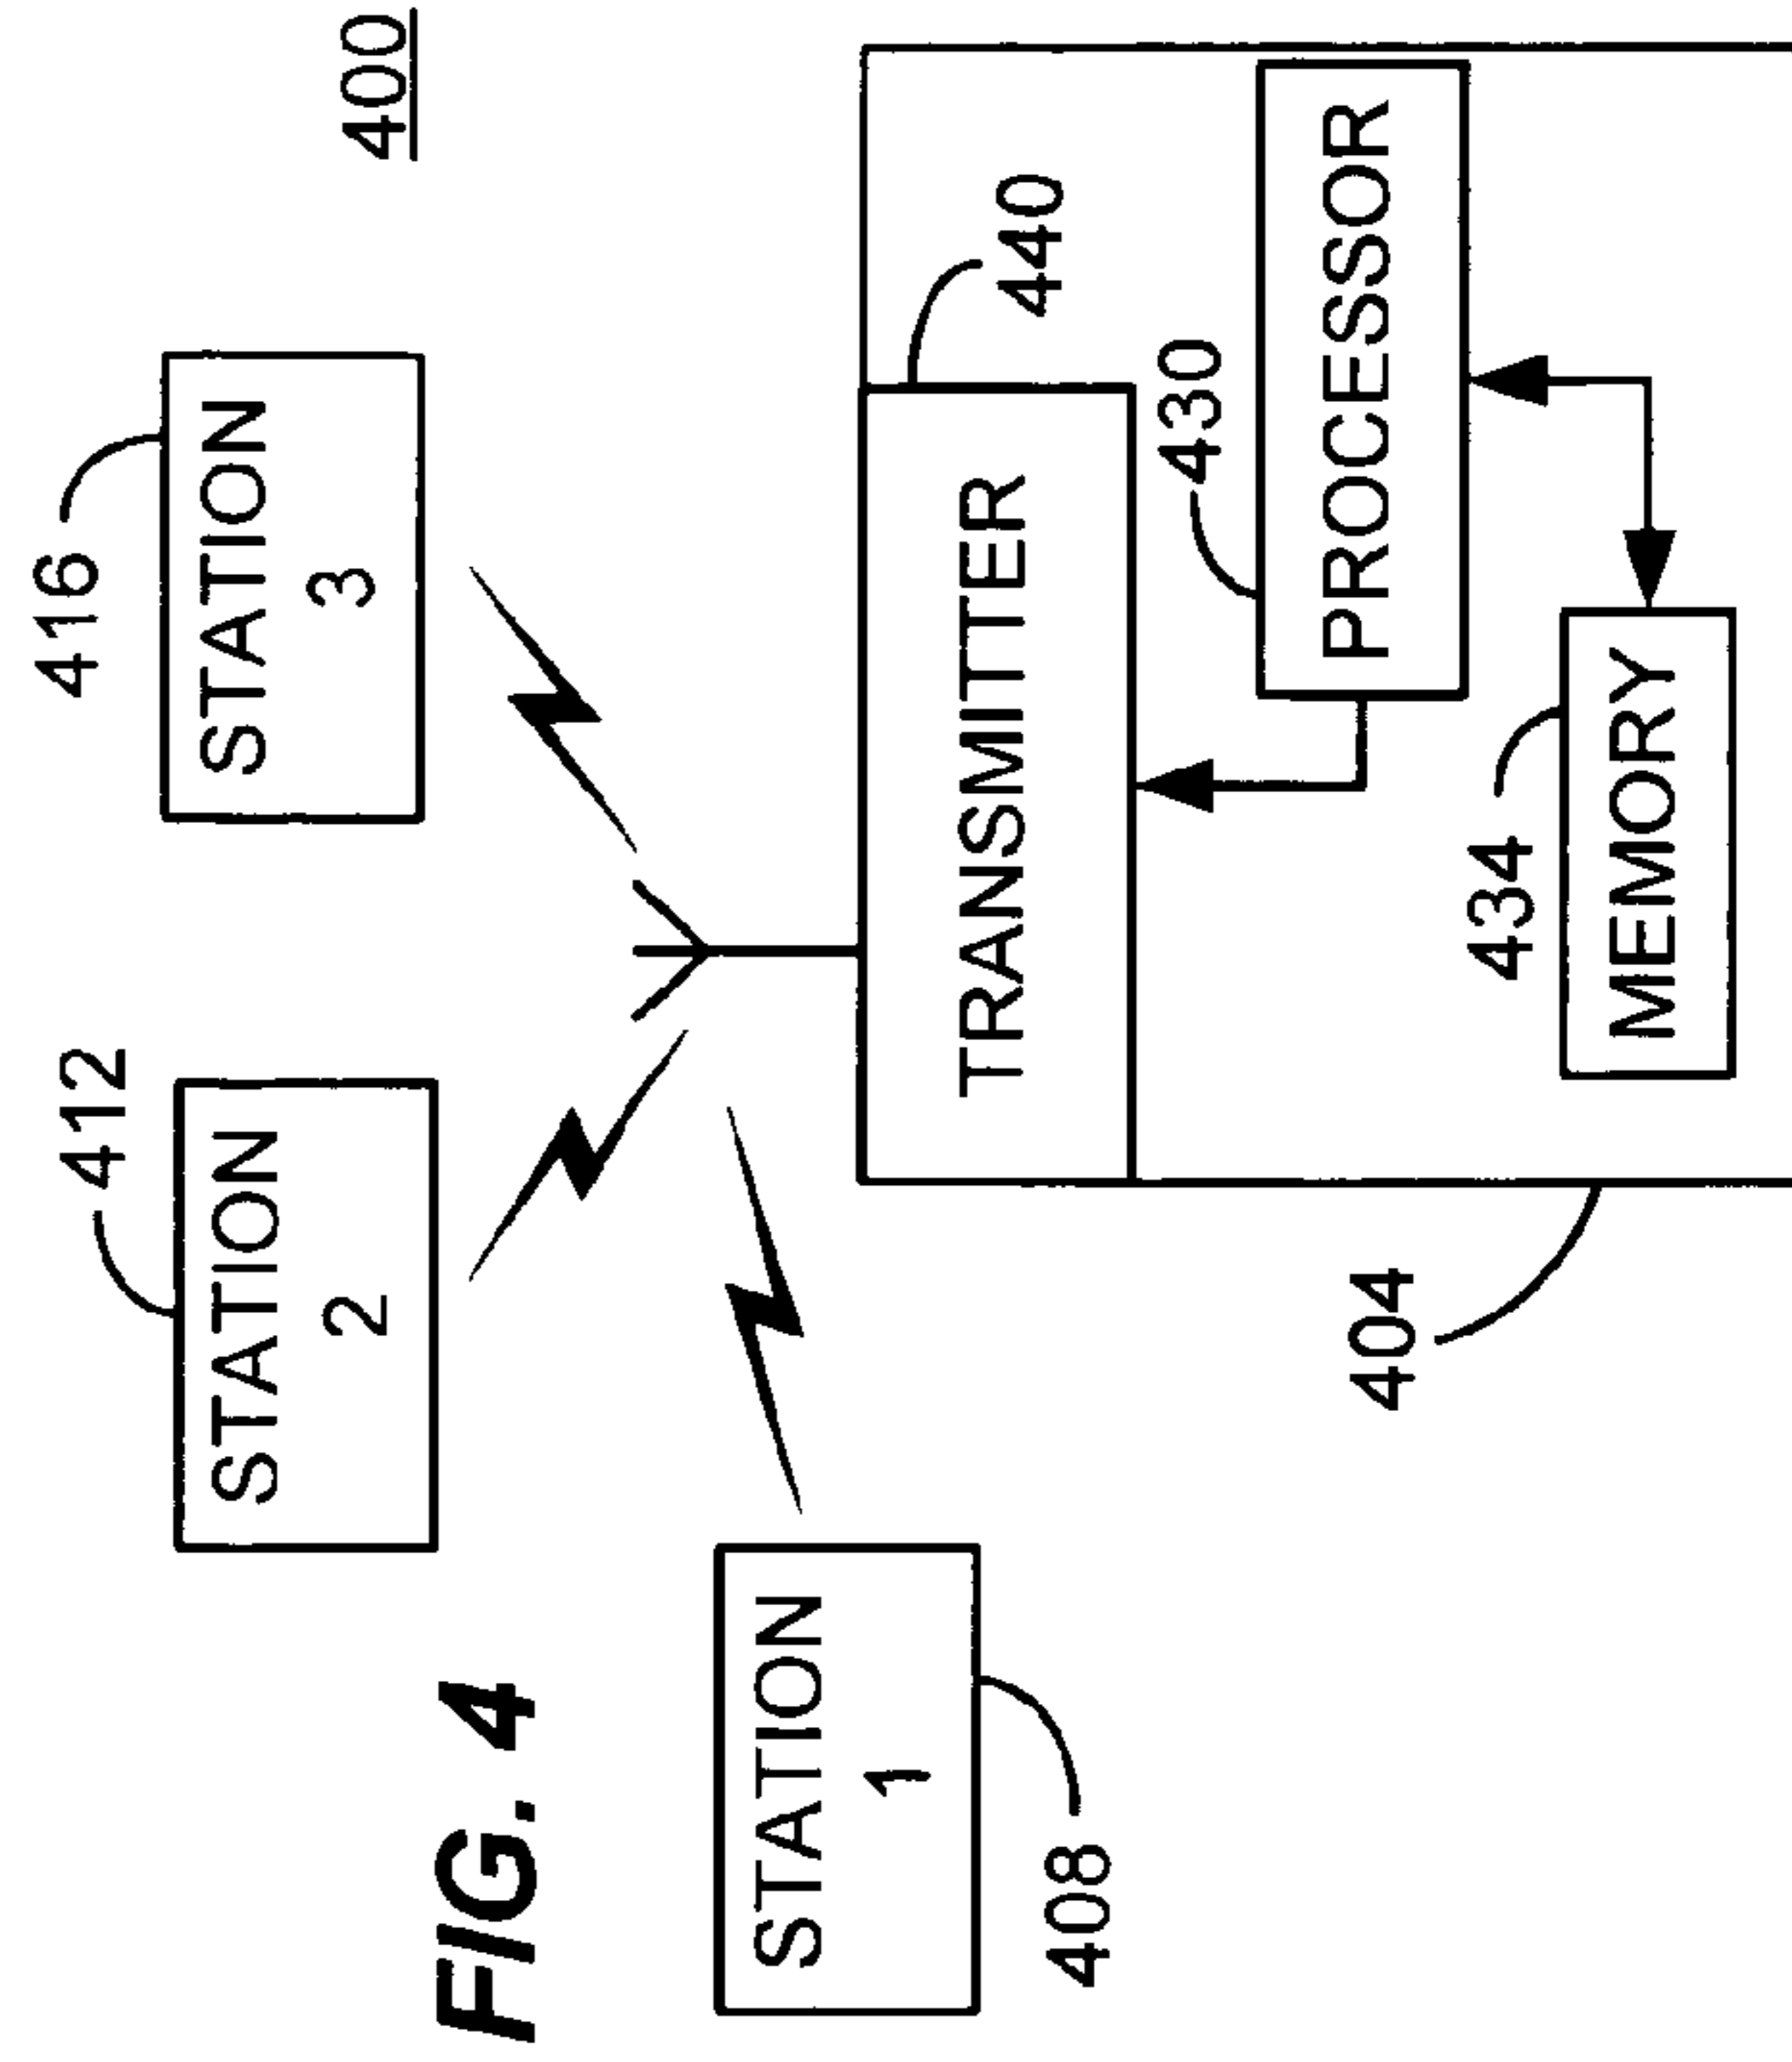 FIG. 4
400
416
STATION
3
412
STATION
2
STATION
1
408
440
TRANSMITTER
430
PROCESSOR
434
MEMORY
404